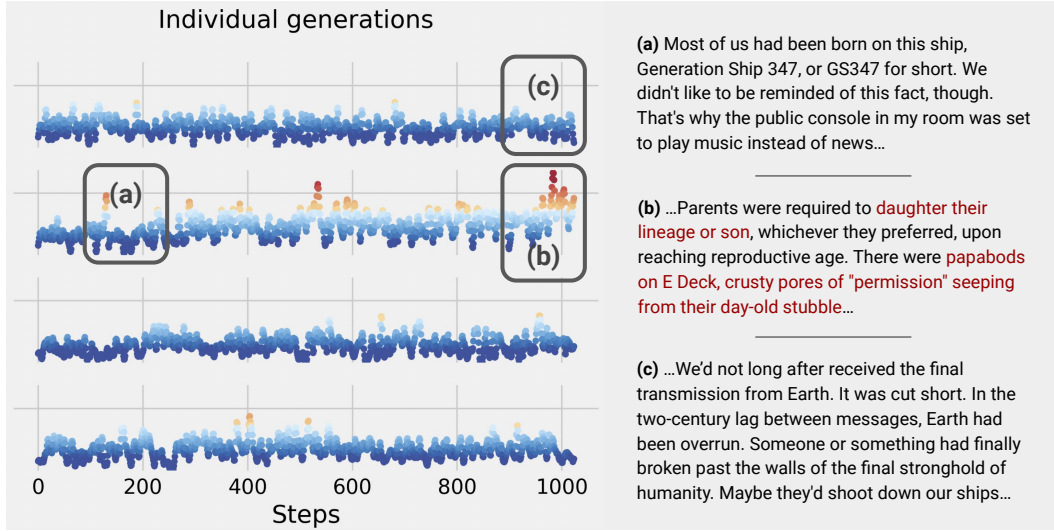 Individual generations
(c)
(a)
(b)
0 200 400 600 800 1000
Steps
(a) Most of us had been born on this ship,
Generation Ship 347, or GS347 for short. We
didn't like to be reminded of this fact, though.
That's why the public console in my room was set
to play music instead of news…
(b) …Parents were required to daughter their
lineage or son, whichever they preferred, upon
reaching reproductive age. There were papabods
on E Deck, crusty pores of "permission" seeping
from their day-old stubble…
(c) …We’d not long after received the final
transmission from Earth. It was cut short. In the
two-century lag between messages, Earth had
been overrun. Someone or something had finally
broken past the walls of the final stronghold of
humanity. Maybe they'd shoot down our ships…